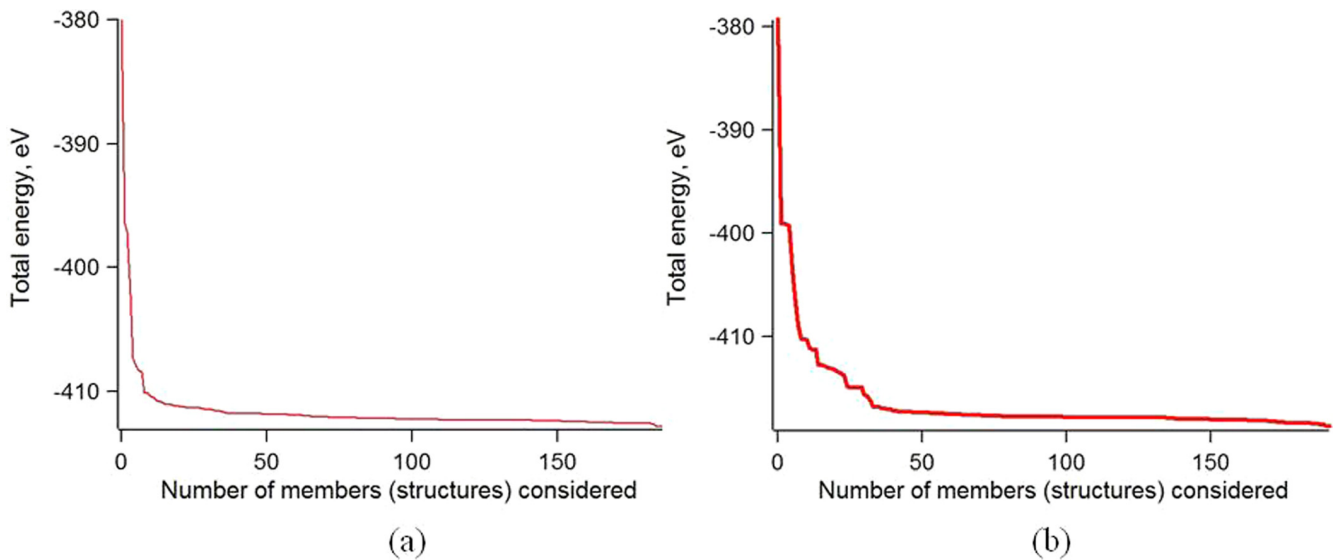 -380
-390
-400
-410
Total energy, eV
0
50
100
150
Number of members (structures) considered
(a)
-380
-390
-400
-410
Total energy, eV
0
50
100
150
Number of members (structures) considered
(b)